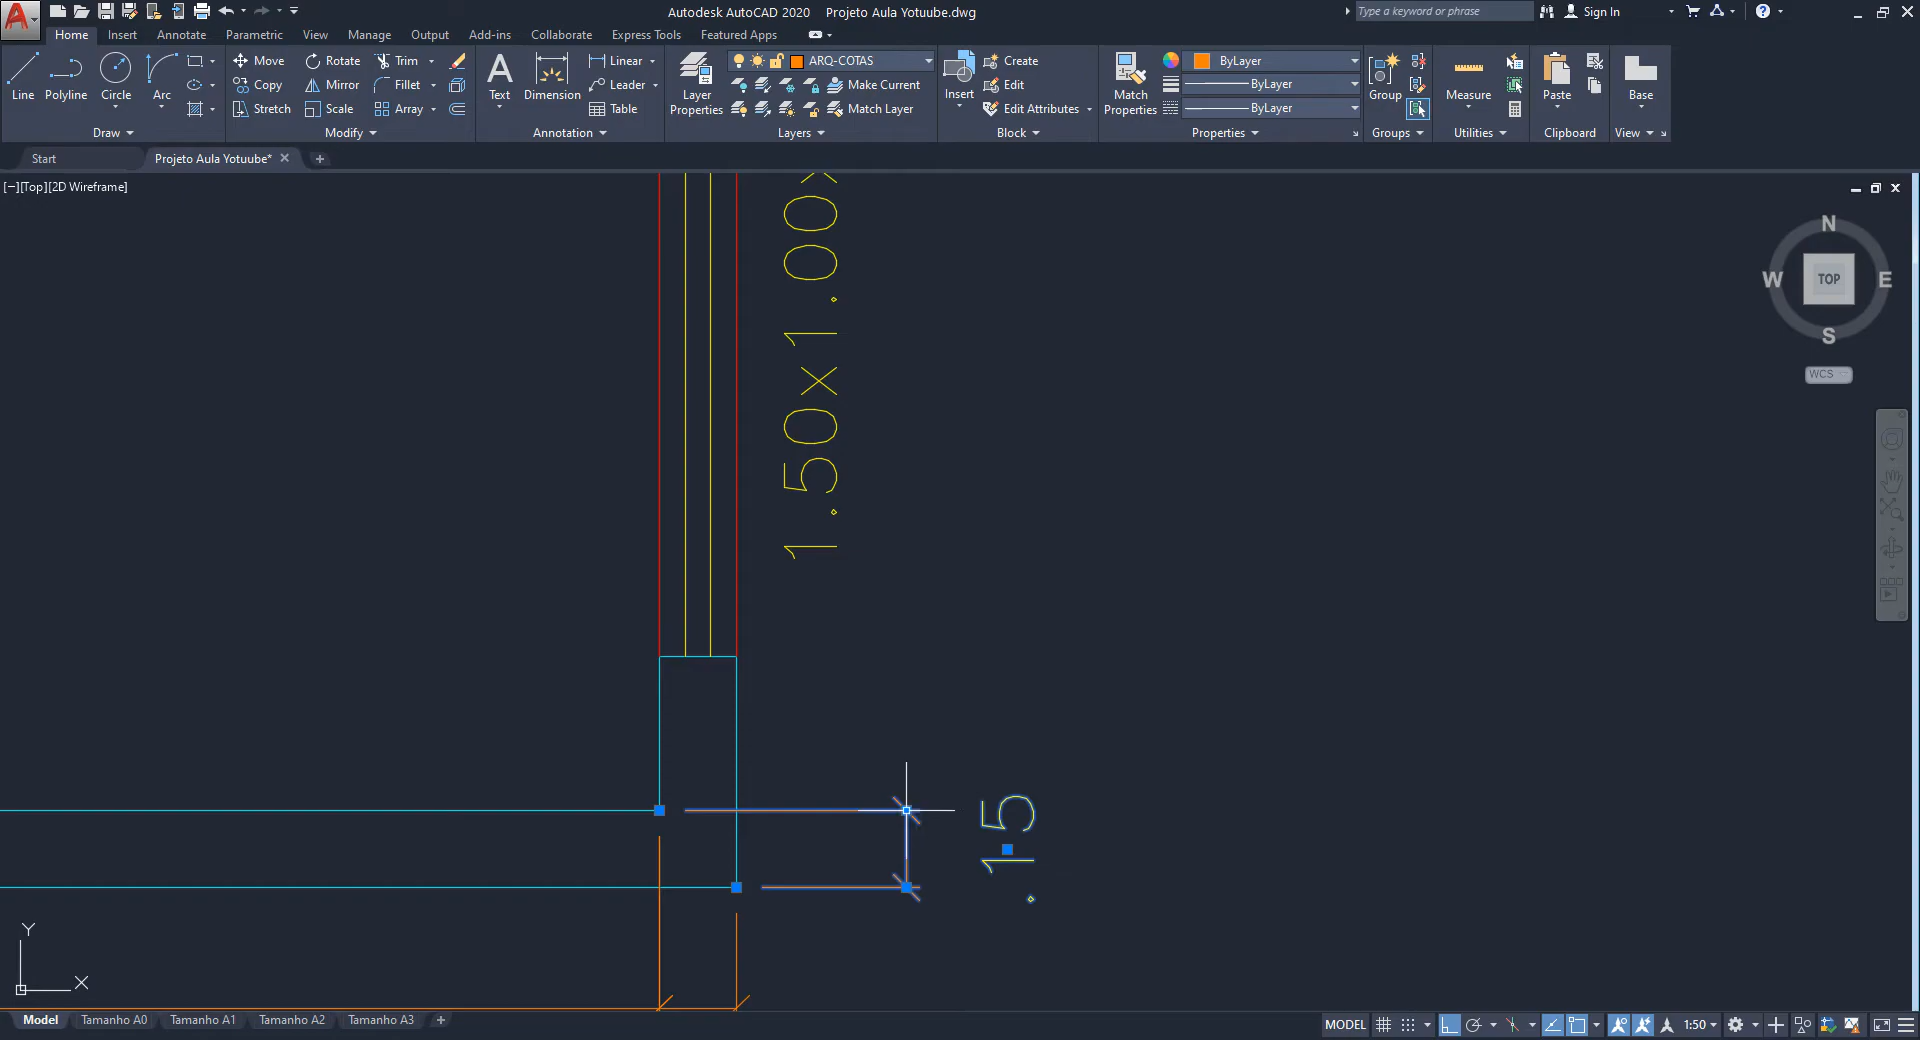 Autodesk AutoCAD 2020 Projeto Aula Yotuube.dwg
Type a keyword or phrase
Sign In
Home Insert Annotate Parametric View Manage Output Add-ins Collaborate Express Tools Featured Apps
Line Polyline Circle Arc
Draw
Move Rotate Trim
Copy Mirror Fillet
Stretch Scale Array
Modify
Text Dimension
Linear
Leader
Table
Annotation
Layer Properties
ARQ-COTAS
Make Current
Match Layer
Layers
Insert
Create
Edit
Edit Attributes
Block
Match Properties
ByLayer
ByLayer
ByLayer
Properties
Group
Groups
Measure
Utilities
Paste
Clipboard
Base
View
Start
Projeto Aula Yotuube*
[−][Top][2D Wireframe]
N
W TOP E
S
WCS
1.50x1.00x
.15
Y
X
Model Tamanho A0 Tamanho A1 Tamanho A2 Tamanho A3
MODEL 1:50